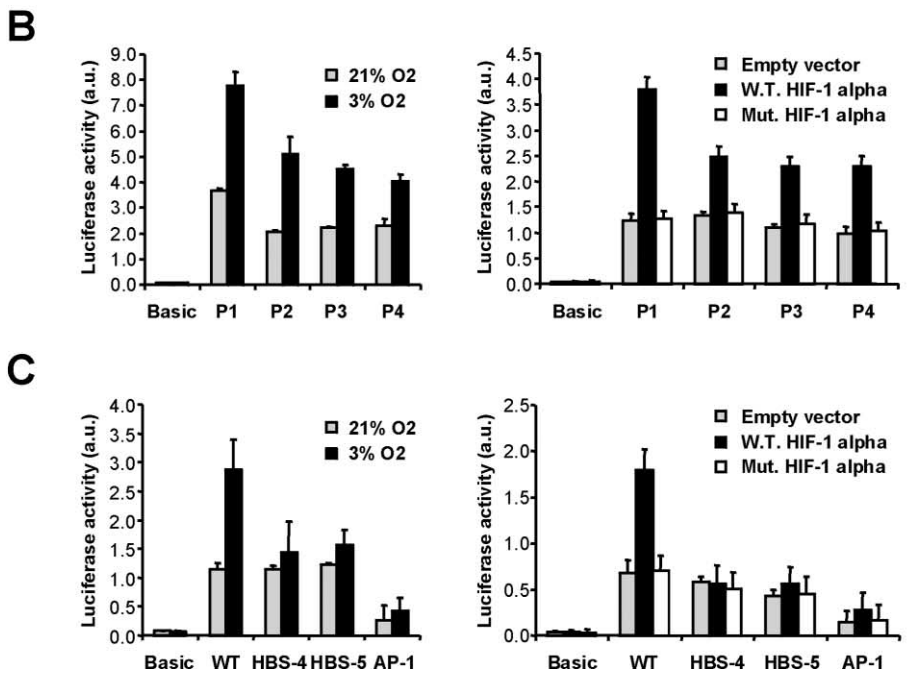 B
Luciferase activity (a.u.)
9.0
8.0
7.0
6.0
5.0
4.0
3.0
2.0
1.0
0.0
21% O2
3% O2
Basic P1 P2 P3 P4
Luciferase activity (a.u.)
4.5
4.0
3.5
3.0
2.5
2.0
1.5
1.0
0.5
0.0
Empty vector
W.T. HIF-1 alpha
Mut. HIF-1 alpha
Basic P1 P2 P3 P4
C
Luciferase activity (a.u.)
4.0
3.5
3.0
2.5
2.0
1.5
1.0
0.5
0.0
21% O2
3% O2
Basic WT HBS-4 HBS-5 AP-1
Luciferase activity (a.u.)
2.5
2.0
1.5
1.0
0.5
0.0
Empty vector
W.T. HIF-1 alpha
Mut. HIF-1 alpha
Basic WT HBS-4 HBS-5 AP-1